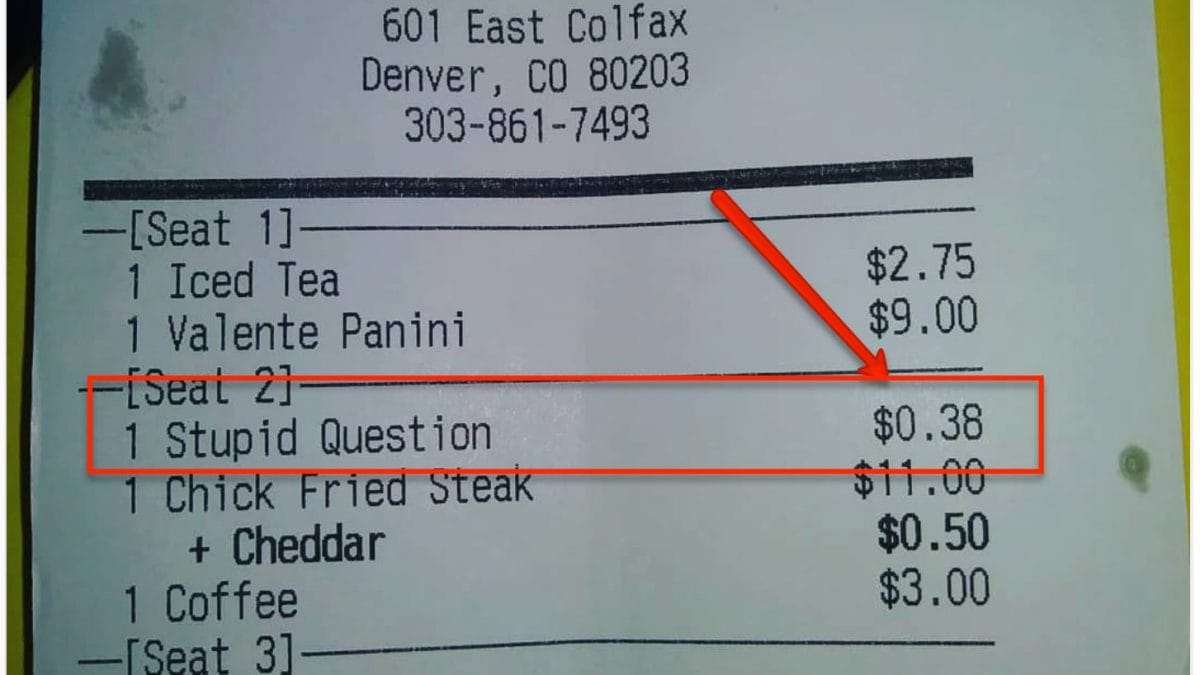 601 East Colfax
Denver, CO 80203
303-861-7493
[Seat 1]
1 Iced Tea $2.75
1 Valente Panini $9.00
[Seat 2]
1 Stupid Question $0.38
1 Chick Fried Steak $11.00
+ Cheddar $0.50
1 Coffee $3.00
[Seat 3]